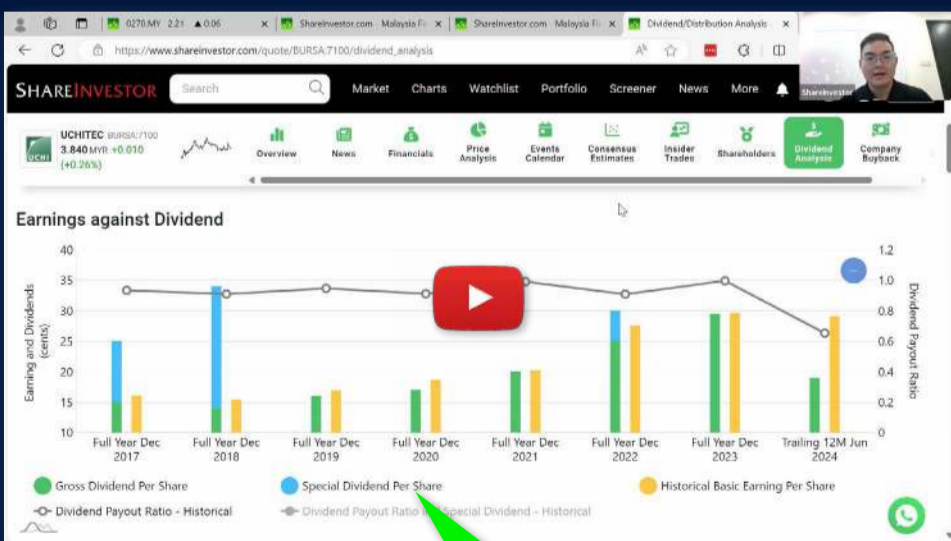 0270.MY 2.21 ▲0.06
ShareInvestor.com - Malaysia Fi
ShareInvestor.com - Malaysia Fi
Dividend/Distribution Analysis
https://www.shareinvestor.com/quote/BURSA:7100/dividend_analysis
SHAREINVESTOR
Search
Market Charts Watchlist Portfolio Screener News More
ShareInvestor
UCHI
UCHITEC BURSA:7100
3.840 MYR +0.010
(+0.26%)
Overview
News
Financials
Price Analysis
Events Calendar
Consensus Estimates
Insider Trades
Shareholders
Dividend Analysis
Company Buyback
Earnings against Dividend
Earning and Dividends
(cents)
40
35
30
25
20
15
10
1.2
1.0
0.8
0.6
0.4
0.2
0
Dividend Payout Ratio
Full Year Dec 2017
Full Year Dec 2018
Full Year Dec 2019
Full Year Dec 2020
Full Year Dec 2021
Full Year Dec 2022
Full Year Dec 2023
Trailing 12M Jun 2024
Gross Dividend Per Share
Special Dividend Per Share
Historical Basic Earning Per Share
Dividend Payout Ratio - Historical
Dividend Payout Ratio Special Dividend - Historical